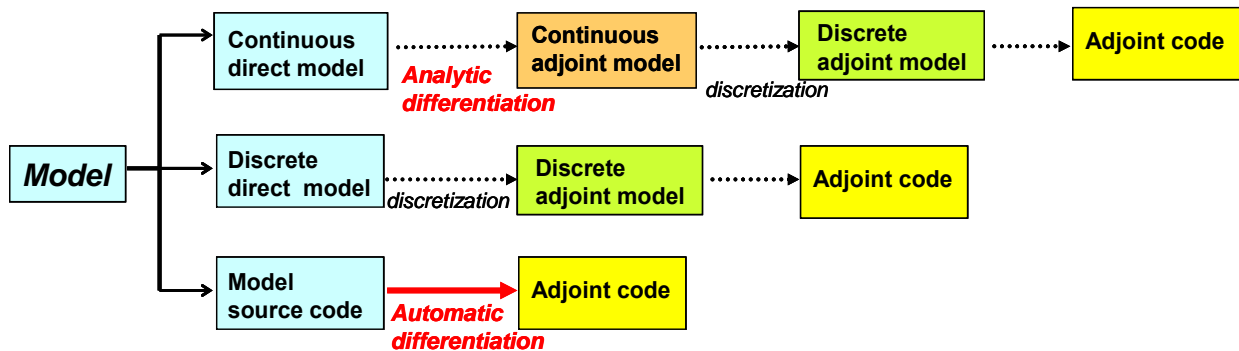 Continuous
direct model
Analytic
differentiation
Continuous
adjoint model
discretization
Discrete
adjoint model
Adjoint code
Model
Discrete
direct model
discretization
Discrete
adjoint model
Adjoint code
Model
source code
Automatic
differentiation
Adjoint code